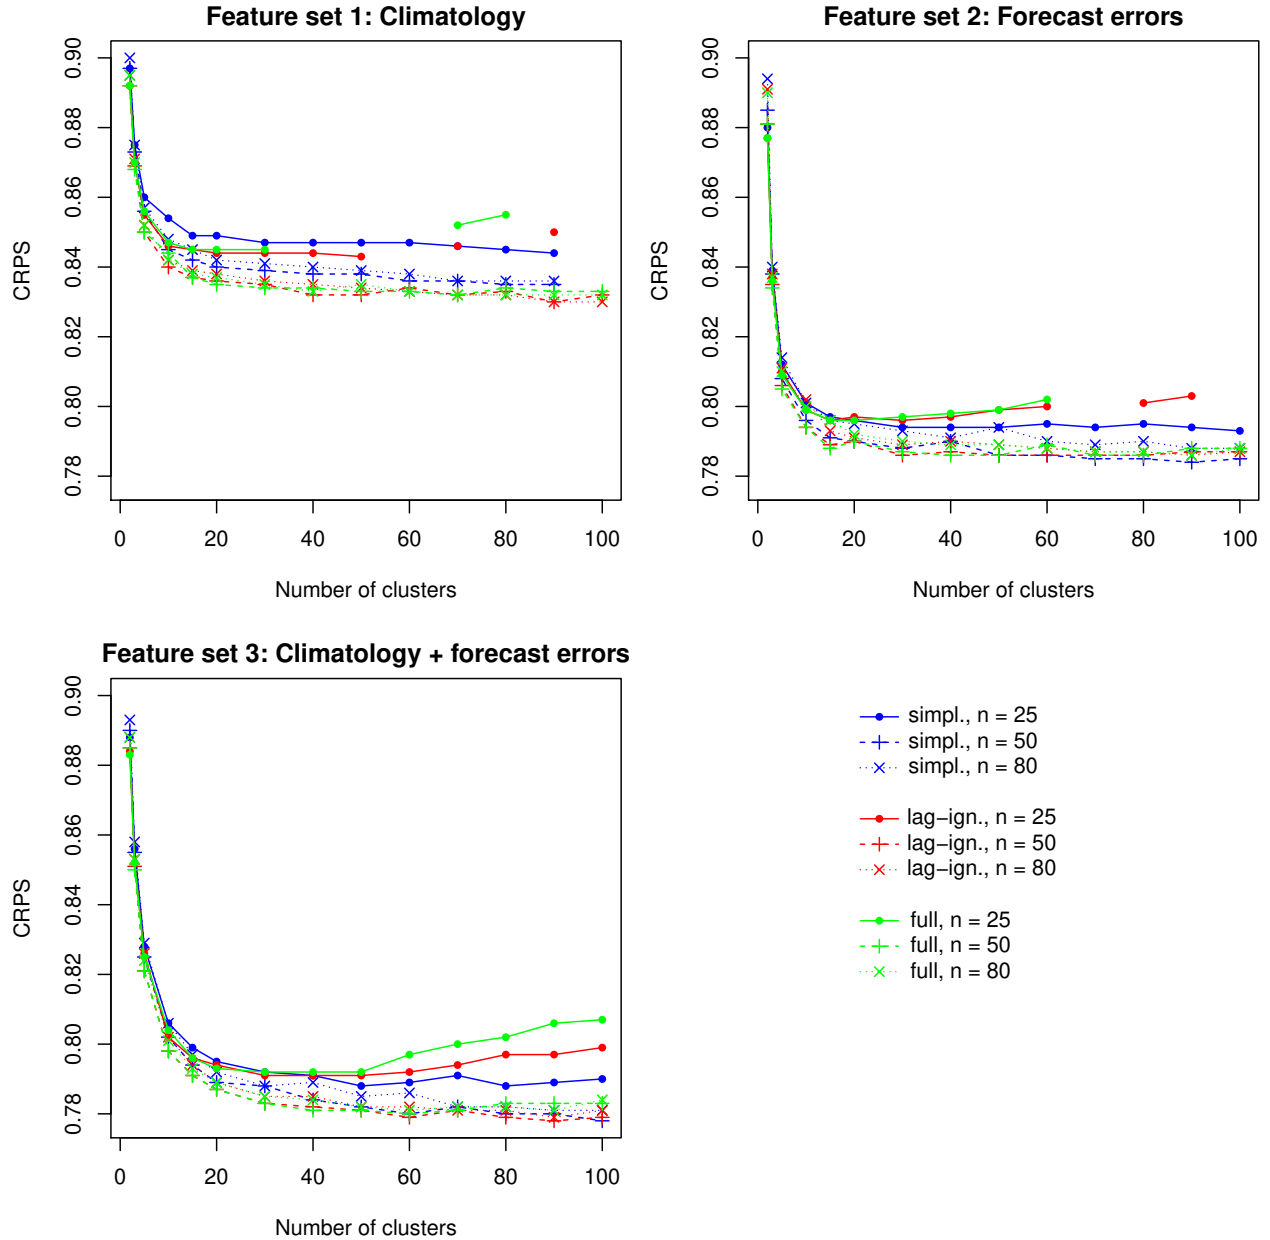 Feature set 1: Climatology
CRPS
0.90
0.88
0.86
0.84
0.82
0.80
0.78
0 20 40 60 80 100
Number of clusters
Feature set 2: Forecast errors
CRPS
0.90
0.88
0.86
0.84
0.82
0.80
0.78
0 20 40 60 80 100
Number of clusters
Feature set 3: Climatology + forecast errors
CRPS
0.90
0.88
0.86
0.84
0.82
0.80
0.78
0 20 40 60 80 100
Number of clusters
simpl., n = 25
simpl., n = 50
simpl., n = 80
lag−ign., n = 25
lag−ign., n = 50
lag−ign., n = 80
full, n = 25
full, n = 50
full, n = 80